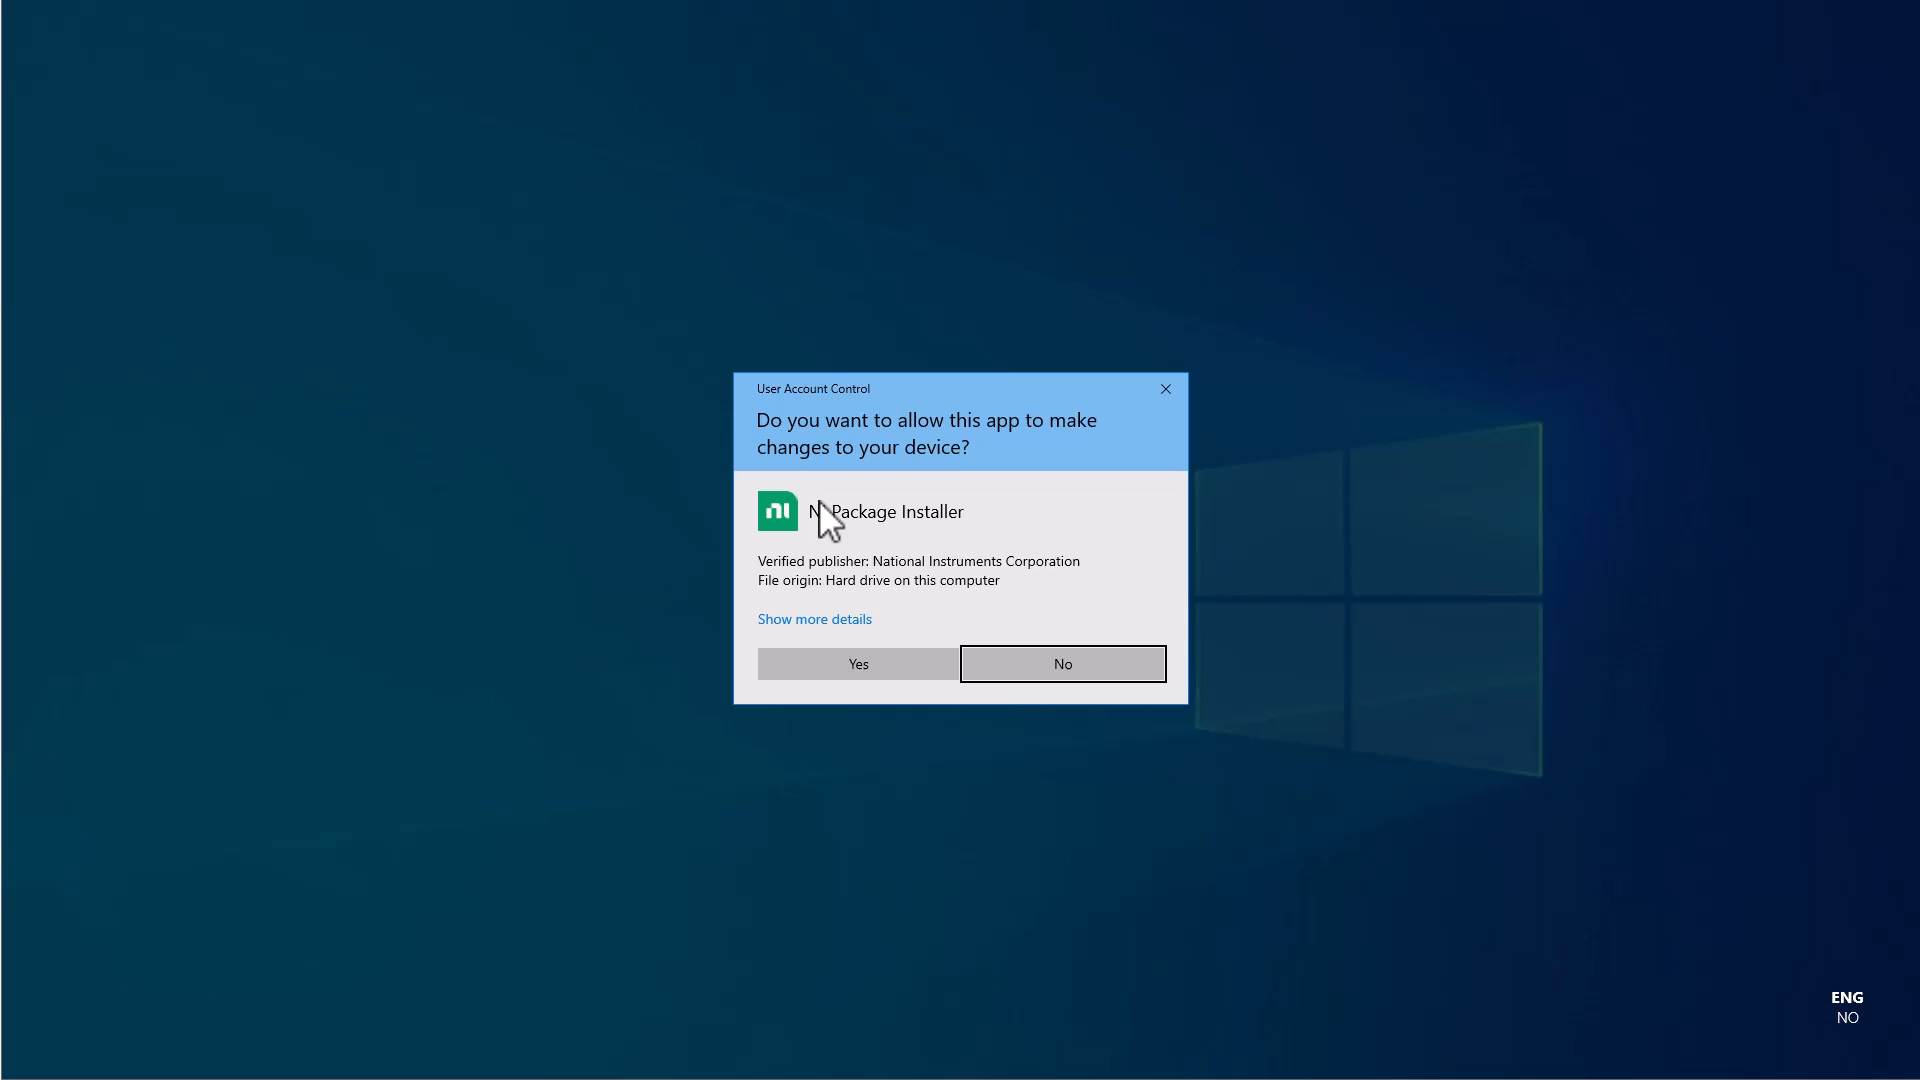 User Account Control
Do you want to allow this app to make
changes to your device?
NI Package Installer
Verified publisher: National Instruments Corporation
File origin: Hard drive on this computer
Show more details
Yes
No
ENG
NO